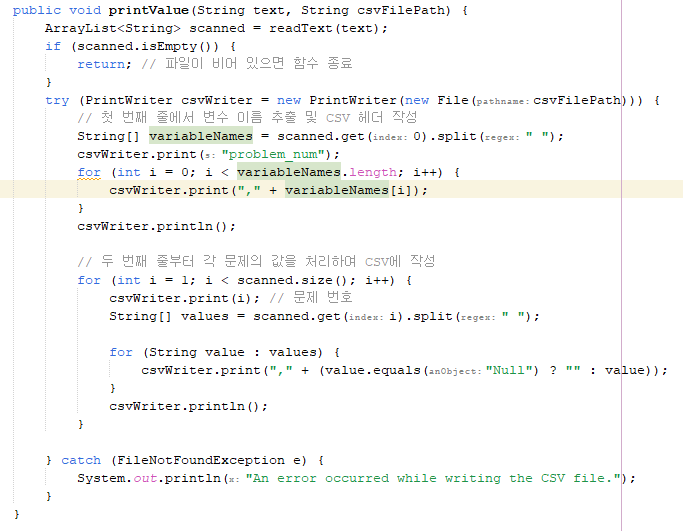 public void printValue(String text, String csvFilePath) {
ArrayList<String> scanned = readText(text);
if (scanned.isEmpty()) {
return; // 파일이 비어 있으면 함수 종료
}
try (PrintWriter csvWriter = new PrintWriter(new File(pathname: csvFilePath))) {
// 첫 번째 줄에서 변수 이름 추출 및 CSV 헤더 작성
String[] variableNames = scanned.get(index: 0).split(regex: " ");
csvWriter.print(s: "problem_num");
for (int i = 0; i < variableNames.length; i++) {
csvWriter.print("," + variableNames[i]);
}
csvWriter.println();
// 두 번째 줄부터 각 문제의 값을 처리하여 CSV에 작성
for (int i = 1; i < scanned.size(); i++) {
csvWriter.print(i); // 문제 번호
String[] values = scanned.get(index: i).split(regex: " ");
for (String value : values) {
csvWriter.print("," + (value.equals(anObject: "Null") ? "" : value));
}
csvWriter.println();
}
} catch (FileNotFoundException e) {
System.out.println(x: "An error occurred while writing the CSV file.");
}
}